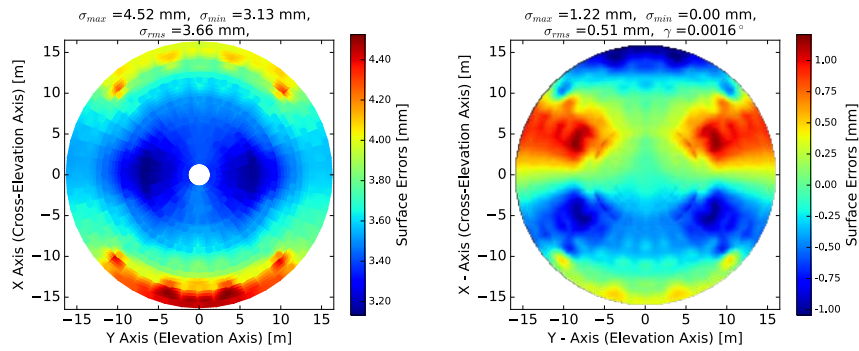 σmax =4.52 mm, σmin =3.13 mm,
σrms =3.66 mm,
X Axis (Cross-Elevation Axis) [m]
15
10
5
0
−5
−10
−15
−15 −10 −5 0 5 10 15
Y Axis (Elevation Axis) [m]
4.40
4.20
4.00
3.80
3.60
3.40
3.20
Surface Errors [mm]
σmax =1.22 mm, σmin =0.00 mm,
σrms =0.51 mm, γ =0.0016°
X - Axis (Cross-Elevation Axis) [m]
15
10
5
0
−5
−10
−15
−15 −10 −5 0 5 10 15
Y - Axis (Elevation Axis) [m]
1.00
0.75
0.50
0.25
0.00
−0.25
−0.50
−0.75
−1.00
Surface Errors [mm]